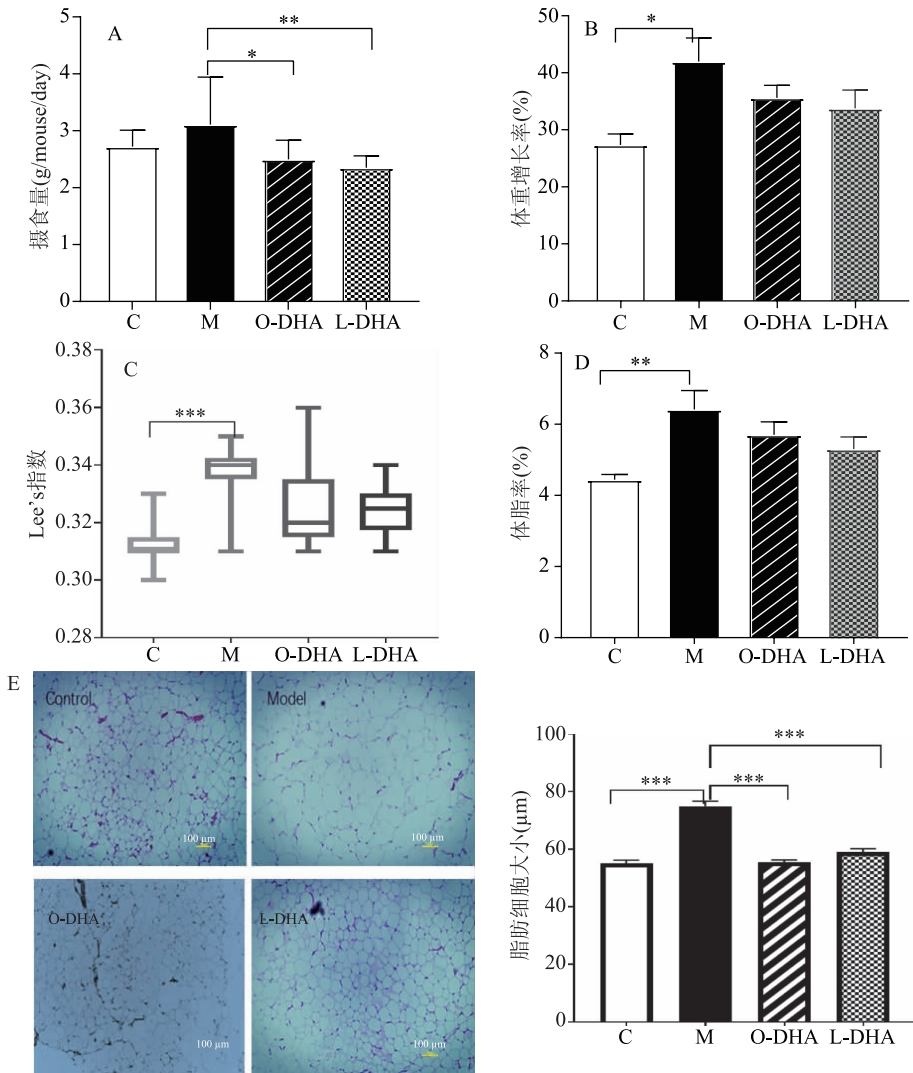 A
摄食量(g/mouse/day)
5
4
3
2
1
0
**
*
C M O-DHA L-DHA
B
体重增长率(%)
50
40
30
20
10
0
*
C M O-DHA L-DHA
C
Lee's指数
0.40
0.36
0.34
0.32
0.30
0.28
***
C M O-DHA L-DHA
D
体脂率(%)
8
6
4
2
0
**
C M O-DHA L-DHA
E
Control
100 μm
Model
100 μm
O-DHA
100 μm
L-DHA
100 μm
脂肪细胞大小(μm)
100
80
60
40
20
0
***
*** ***
C M O-DHA L-DHA